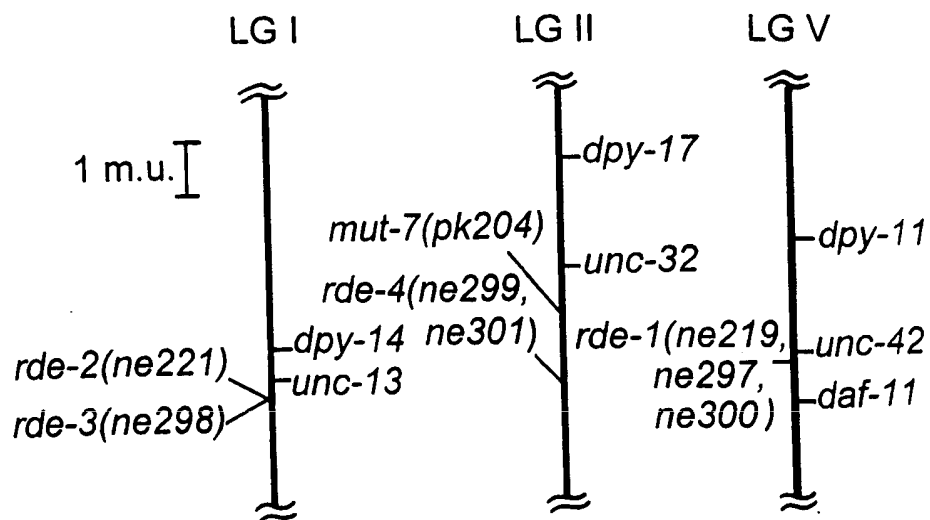 LG I LG II LG V
1 m.u.
dpy-17
mut-7(pk204)
dpy-11
unc-32
rde-4(ne299,
ne301)
dpy-14
rde-1(ne219,
ne297,
ne300)
unc-42
rde-2(ne221)
unc-13
daf-11
rde-3(ne298)